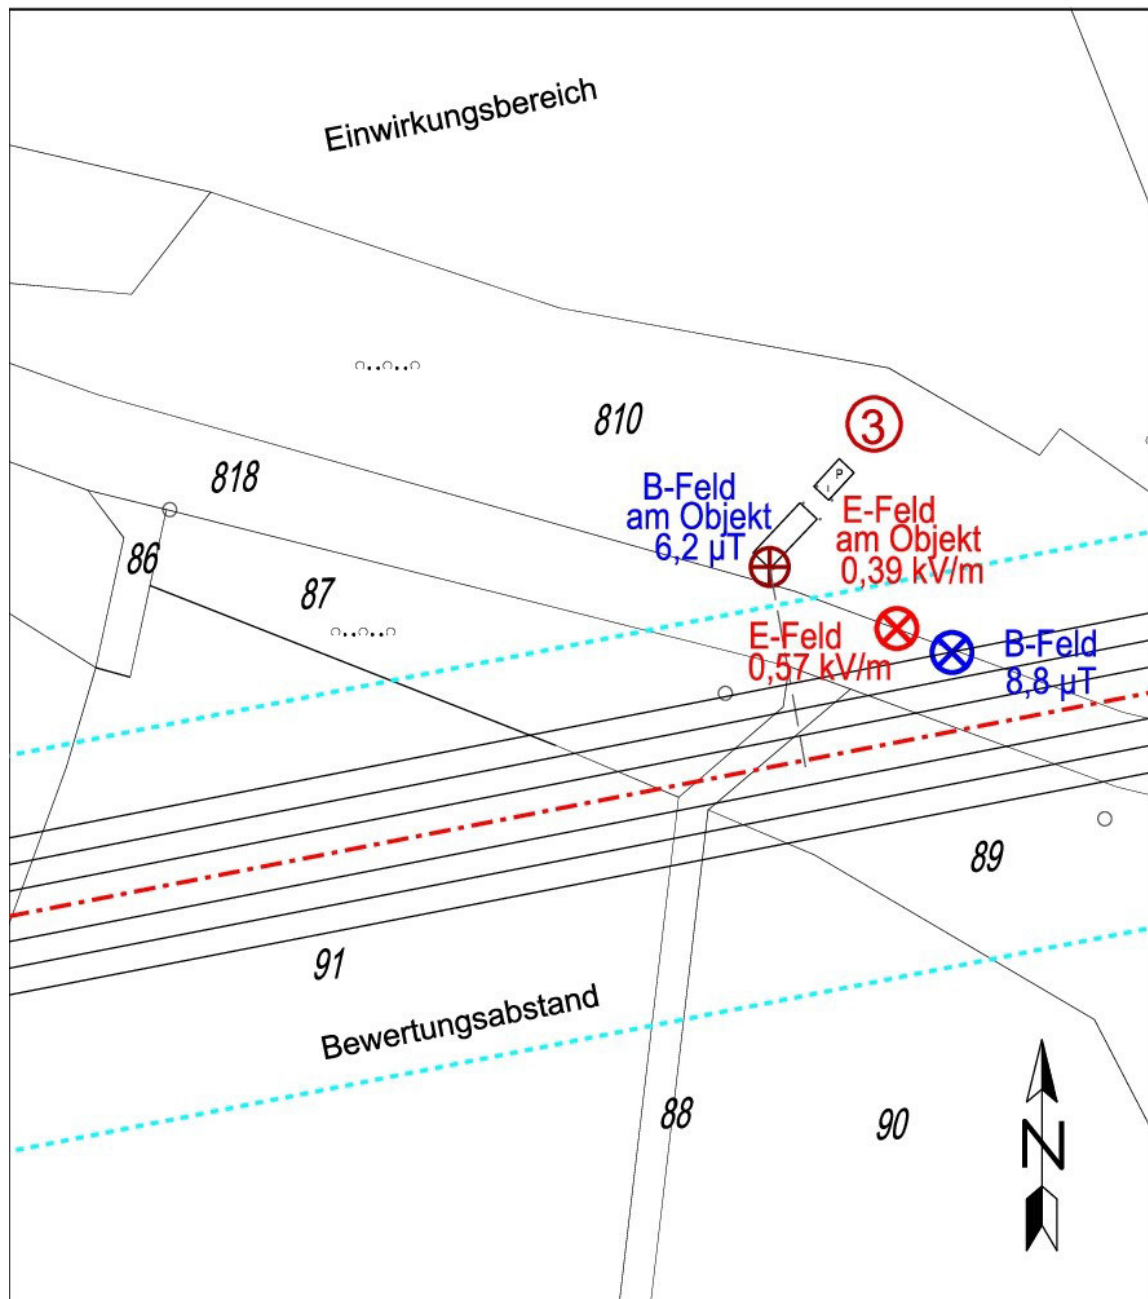 Einwirkungsbereich
810
3
818
B-Feld
am Objekt
6,2 µT
E-Feld
am Objekt
0,39 kV/m
86
87
E-Feld
0,57 kV/m
B-Feld
8,8 µT
89
91
Bewertungsabstand
88
90
N